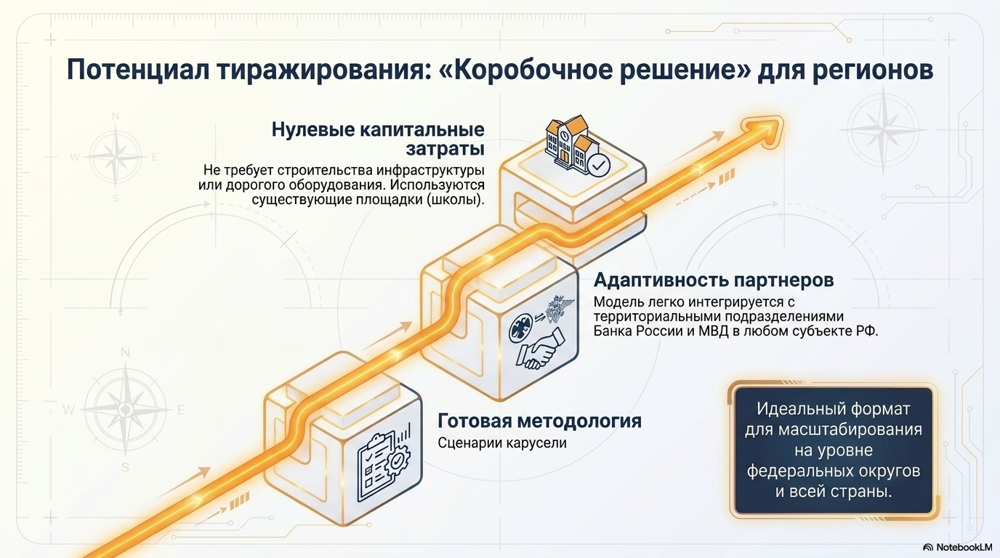 Потенциал тиражирования: «Коробочное решение» для регионов
Нулевые капитальные
затраты
Не требует строительства инфраструктуры
или дорогого оборудования. Используются
существующие площадки (школы).
Адаптивность партнеров
Модель легко интегрируется с
территориальными подразделениями
Банка России и МВД в любом субъекте РФ.
Готовая методология
Сценарии карусели
Идеальный формат
для масштабирования
на уровне
федеральных округов
и всей страны.
N
W E
S
N
W E
S
N
NotebookLM